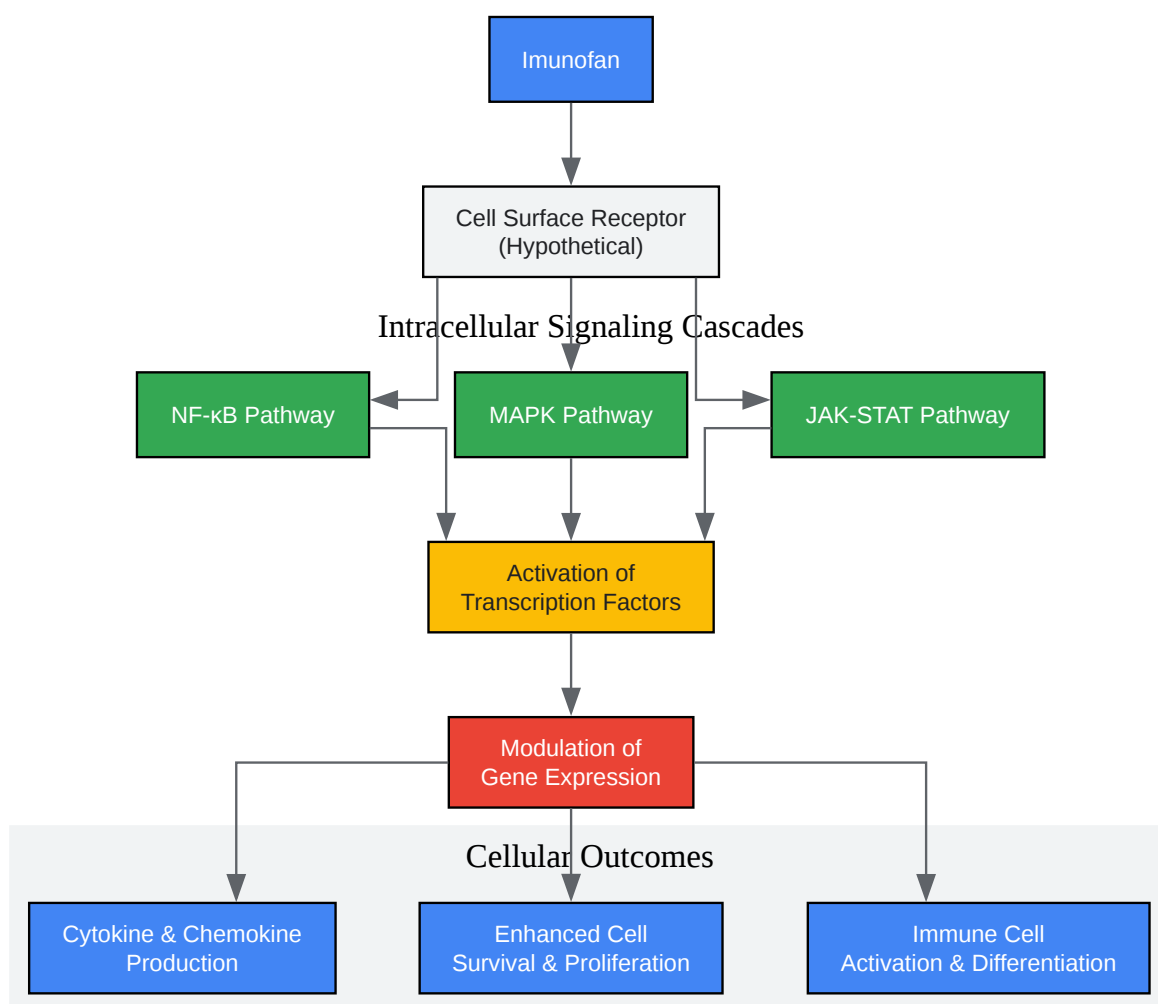 Imunofan
Cell Surface Receptor
(Hypothetical)
Intracellular Signaling Cascades
NF-κB Pathway
MAPK Pathway
JAK-STAT Pathway
Activation of
Transcription Factors
Modulation of
Gene Expression
Cellular Outcomes
Cytokine & Chemokine
Production
Enhanced Cell
Survival & Proliferation
Immune Cell
Activation & Differentiation